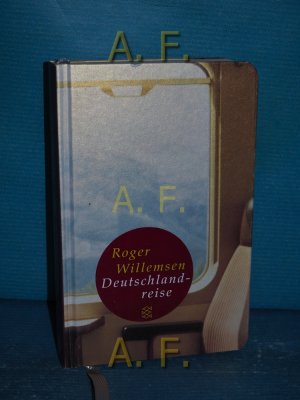 A. F.
A. F.
Roger
Willemsen
Deutschland-
reise
A. F.